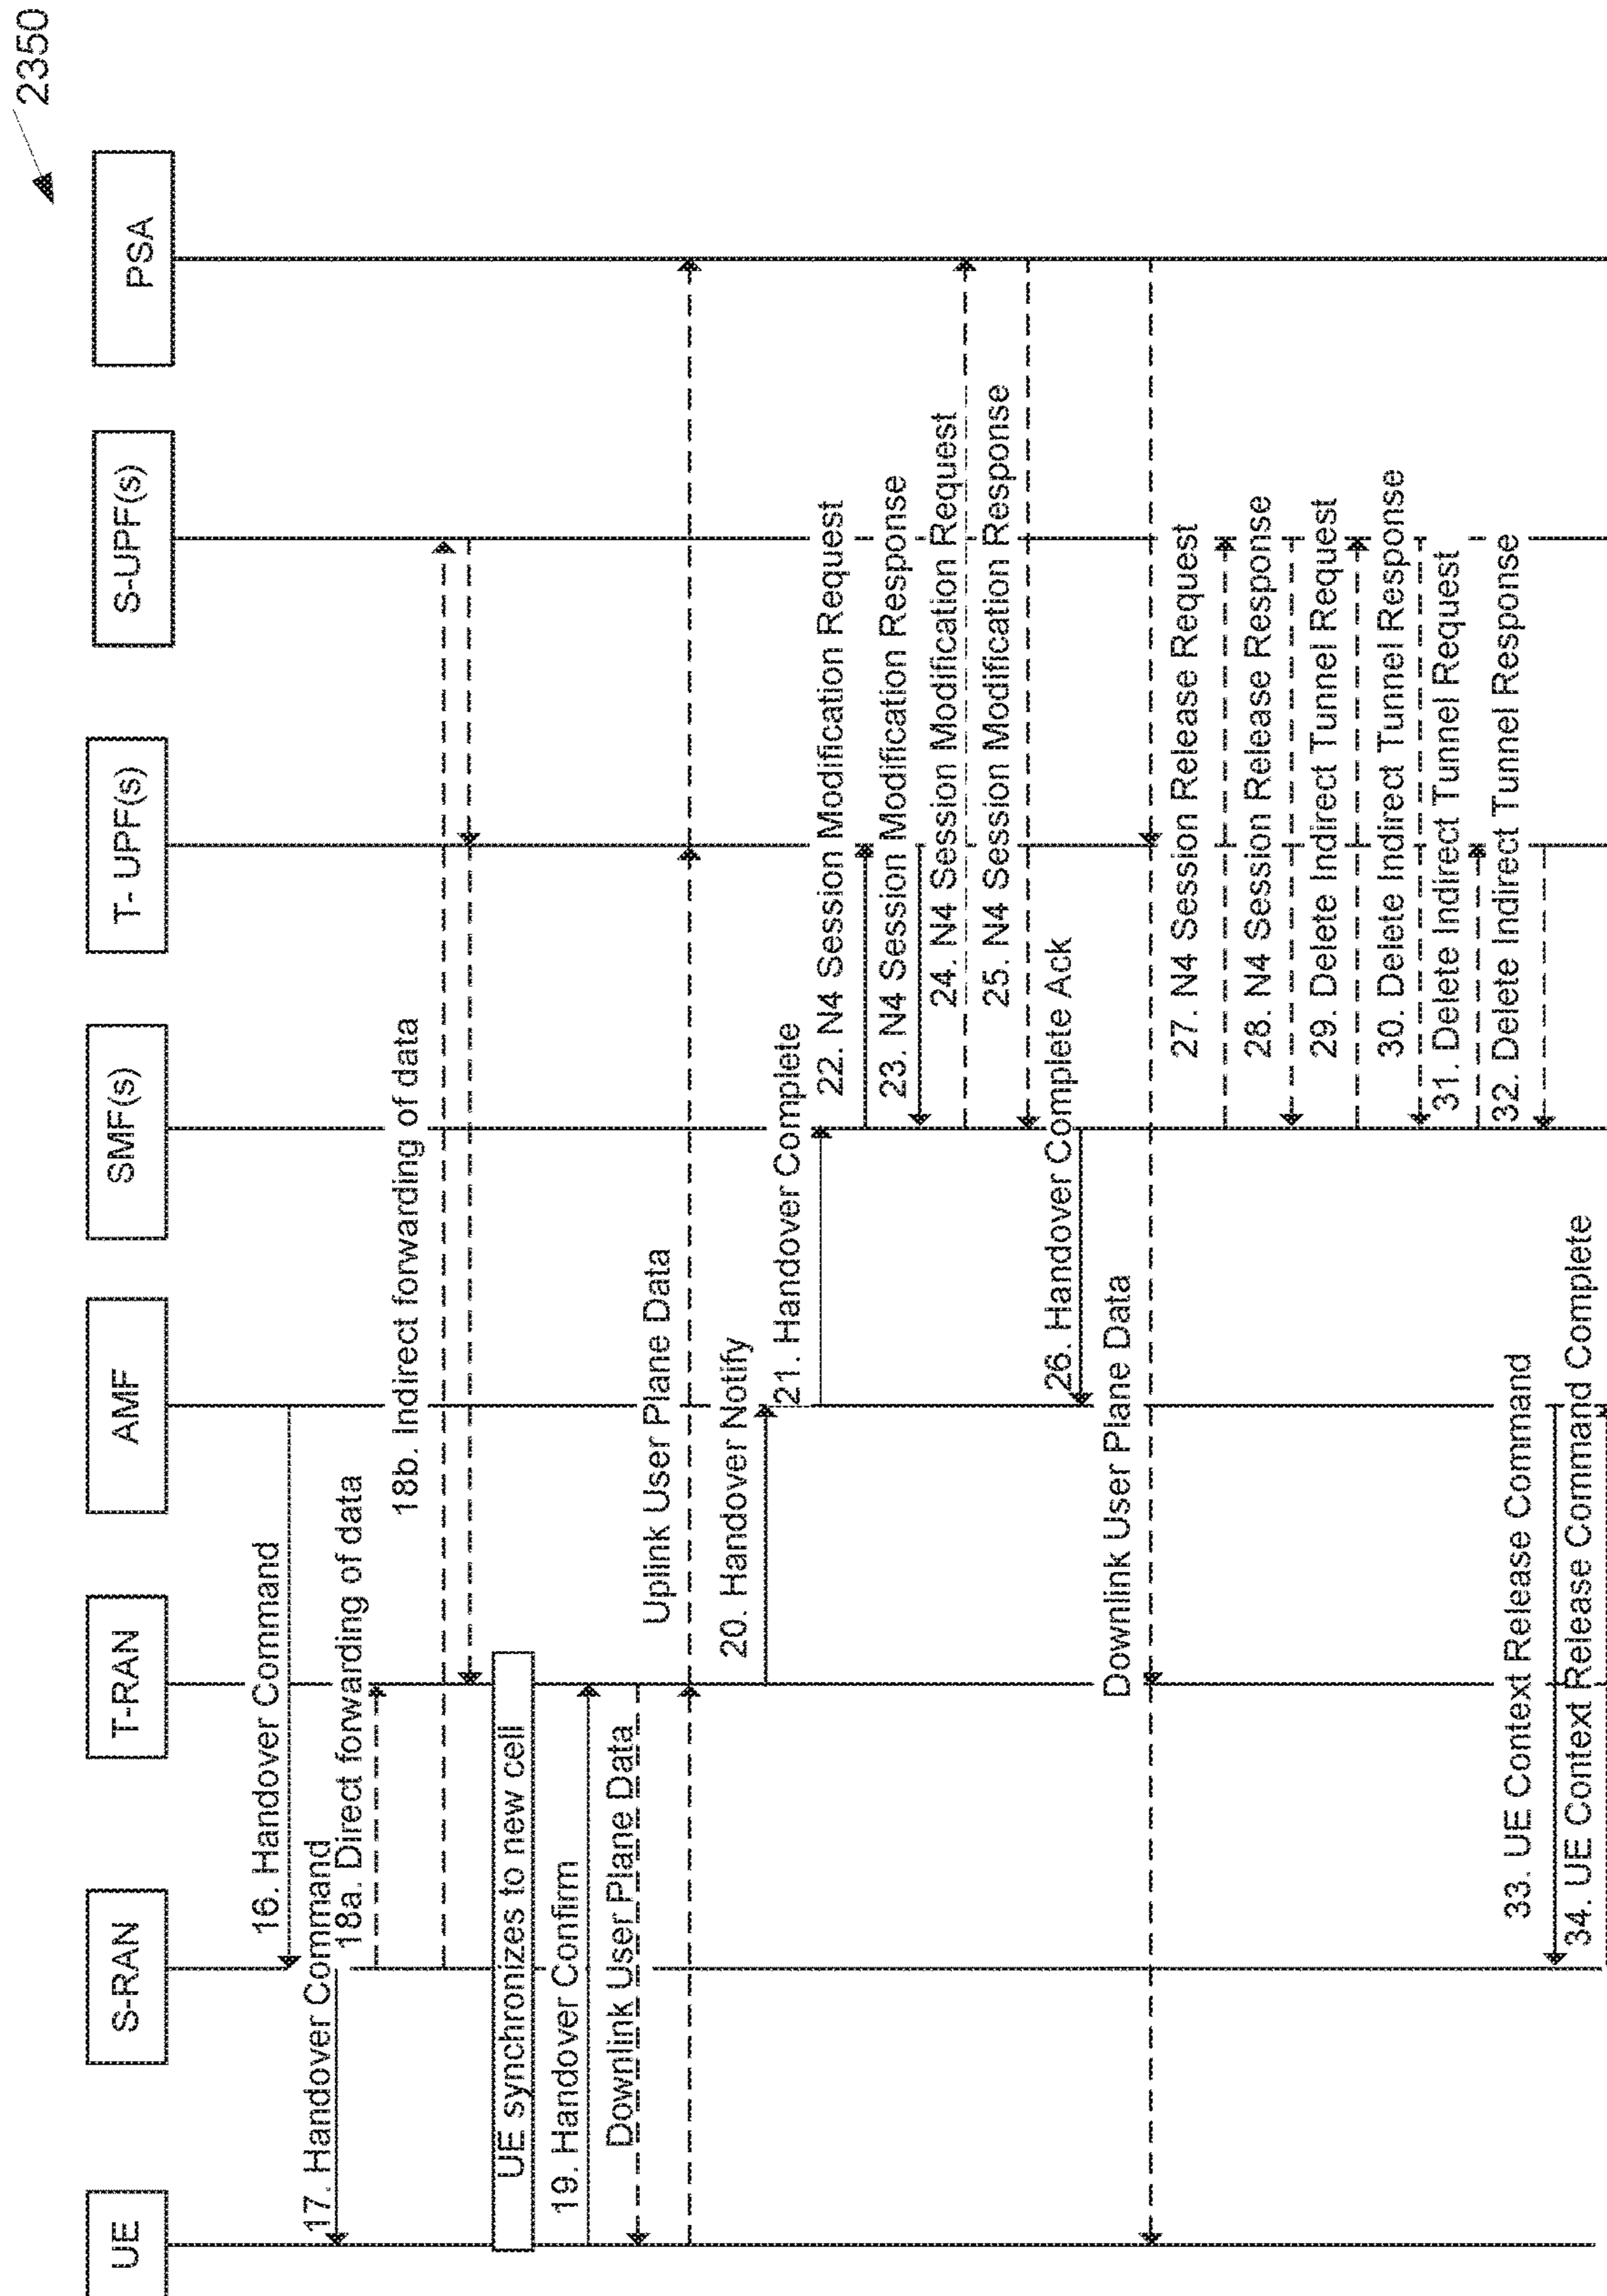 2350
UE
S-RAN
T-RAN
AMF
SMF(s)
T- UPF(s)
S-UPF(s)
PSA
16. Handover Command
17. Handover Command
18a. Direct forwarding of data
18b. Indirect forwarding of data
UE synchronizes to new cell
19. Handover Confirm
Downlink User Plane Data
Uplink User Plane Data
20. Handover Notify
21. Handover Complete
22. N4 Session Modification Request
23. N4 Session Modification Response
24. N4 Session Modification Request
25. N4 Session Modification Response
26. Handover Complete Ack
Downlink User Plane Data
27. N4 Session Release Request
28. N4 Session Release Response
29. Delete Indirect Tunnel Request
30. Delete Indirect Tunnel Response
31. Delete Indirect Tunnel Request
32. Delete Indirect Tunnel Response
33. UE Context Release Command
34. UE Context Release Command Complete